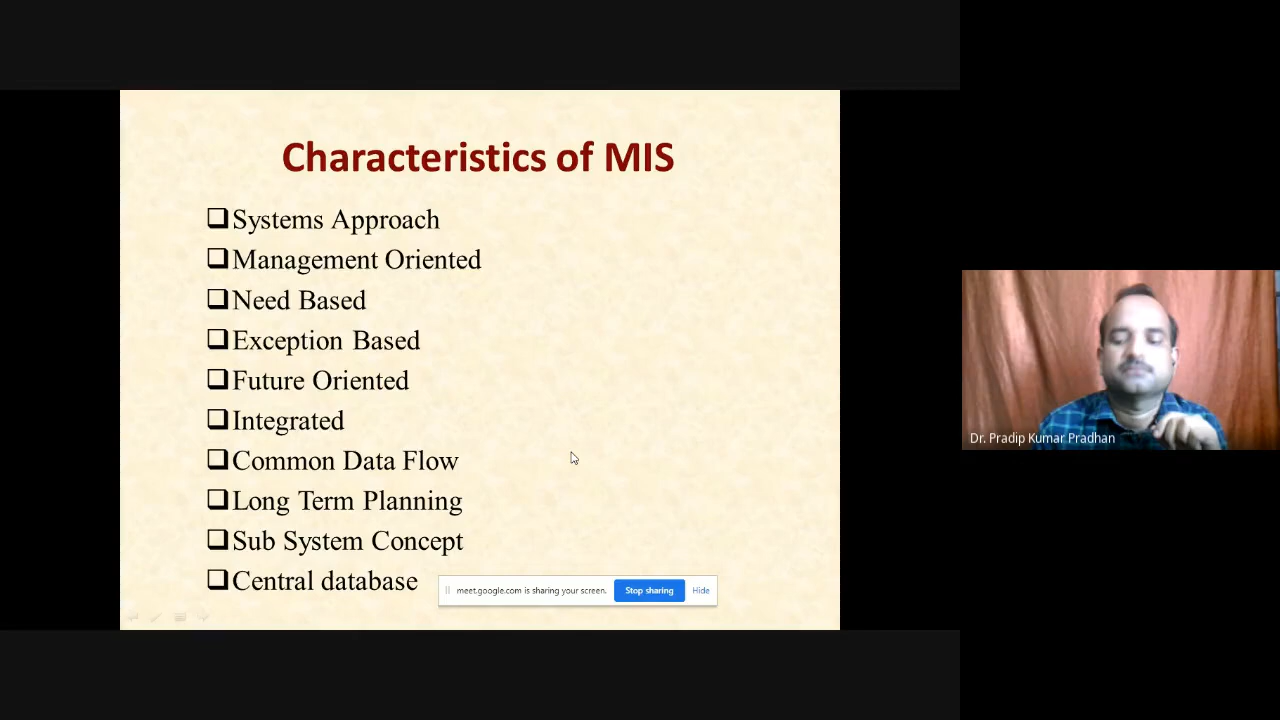 Characteristics of MIS
Systems Approach
Management Oriented
Need Based
Exception Based
Future Oriented
Integrated
Common Data Flow
Long Term Planning
Sub System Concept
Central database
meet.google.com is sharing your screen.
Stop sharing
Hide
Dr. Pradip Kumar Pradhan